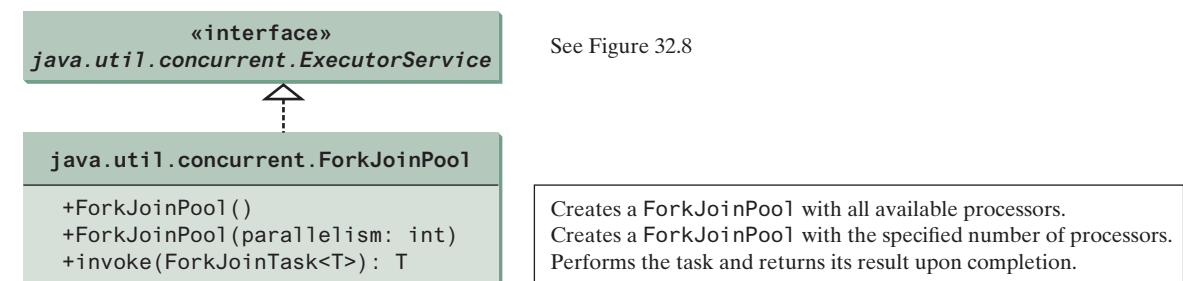 «interface»
java.util.concurrent.ExecutorService
See Figure 32.8
java.util.concurrent.ForkJoinPool
+ForkJoinPool()
+ForkJoinPool(parallelism: int)
+invoke(ForkJoinTask<T>): T
Creates a ForkJoinPool with all available processors.
Creates a ForkJoinPool with the specified number of processors.
Performs the task and returns its result upon completion.